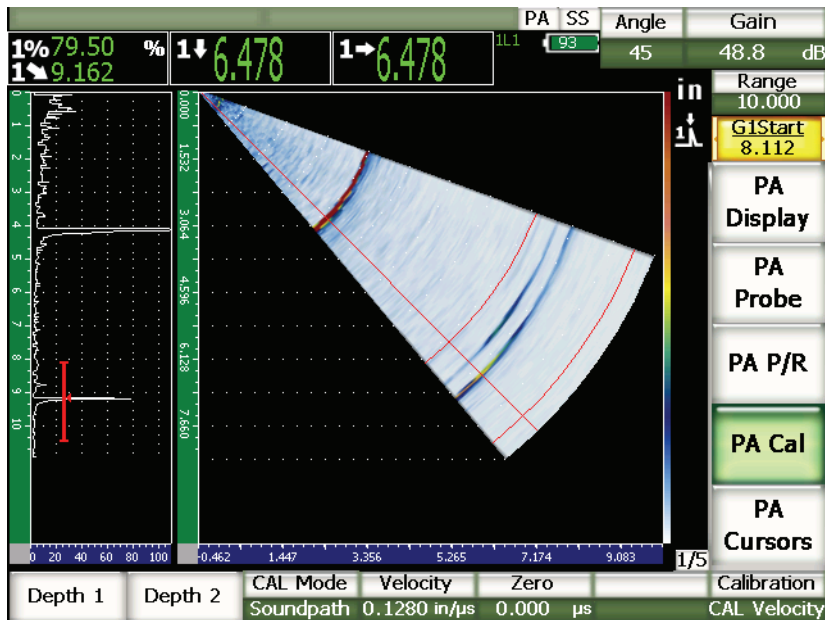 PA SS Angle Gain
1% 79.50 %
1 9.162
1 6.478
1 6.478
1L1
93
45
48.8 dB
in
Range
10.000
1
G1Start
8.112
PA Display
PA Probe
PA P/R
PA Cal
PA Cursors
0 1 2 3 4 5 6 7 8 9 10
0.000 1.532 3.064 4.596 6.128 7.660
0 20 40 60 80 100
-0.462 1.447 3.356 5.265 7.174 9.083
1/5
Depth 1 Depth 2 CAL Mode Velocity Zero Calibration
Soundpath 0.1280 in/µs 0.000 µs CAL Velocity